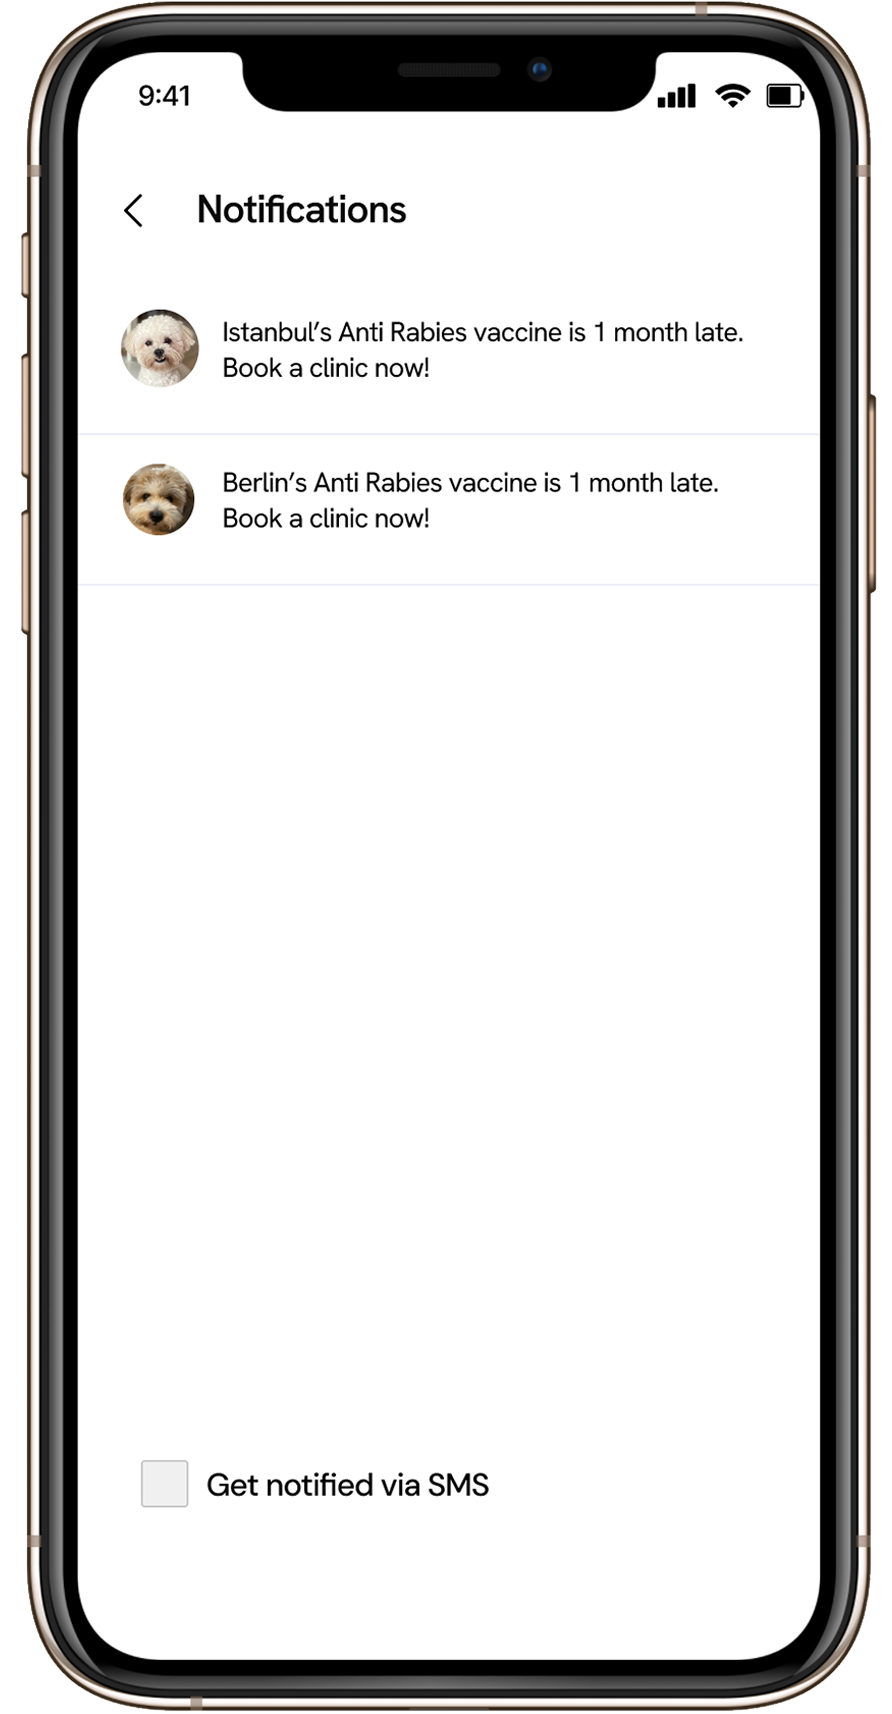 9:41
Notifications
Istanbul’s Anti Rabies vaccine is 1 month late.
Book a clinic now!
Berlin’s Anti Rabies vaccine is 1 month late.
Book a clinic now!
Get notified via SMS